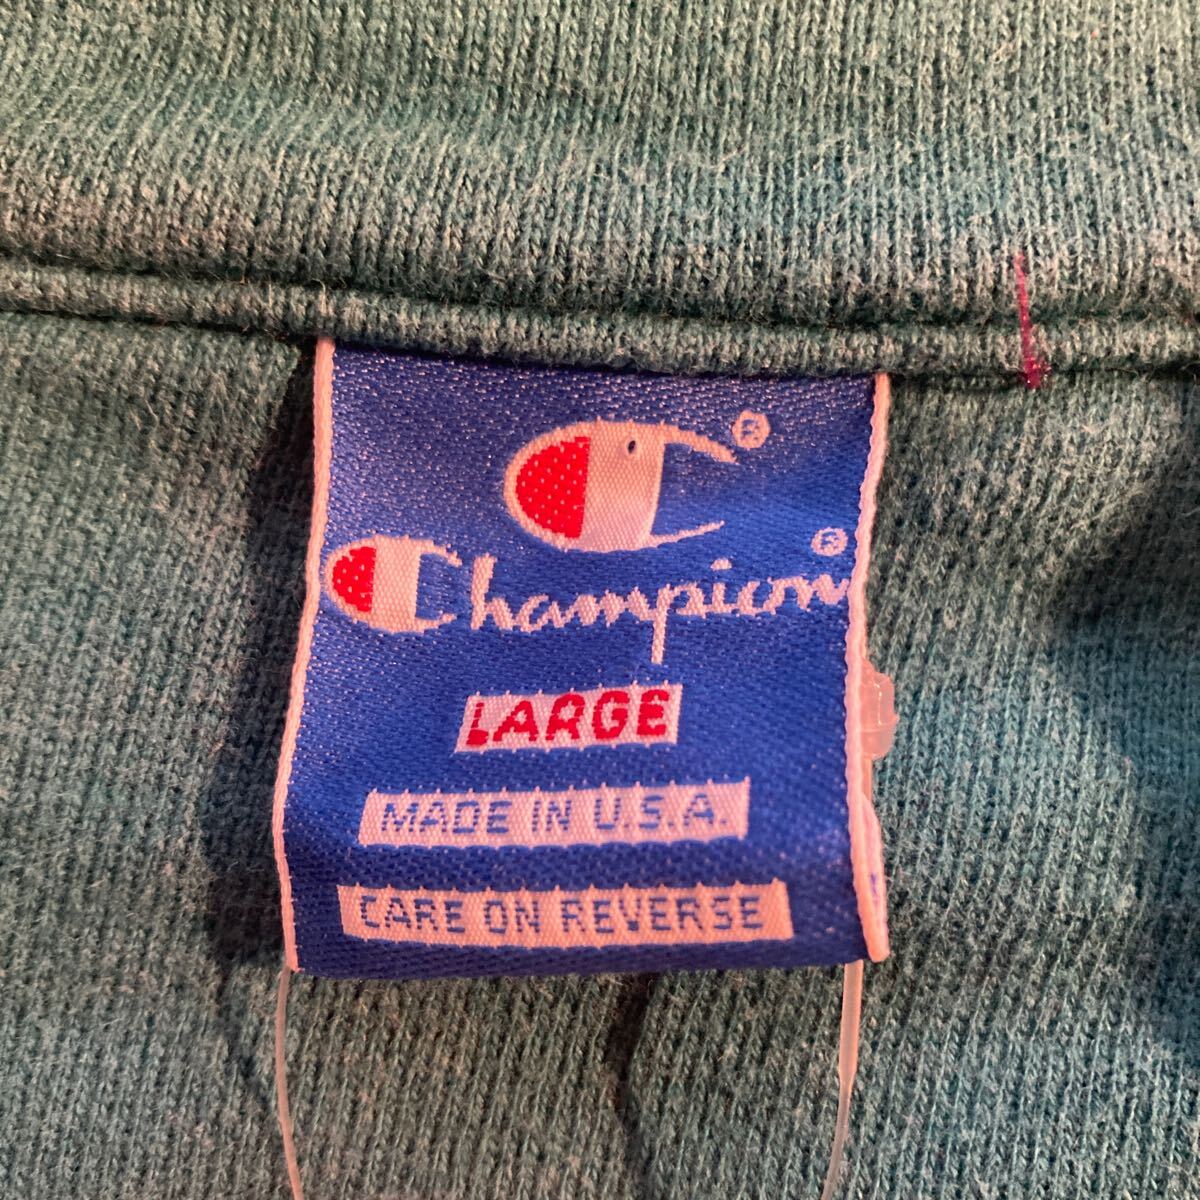 ®
Champion®
LARGE
MADE IN U.S.A.
CARE ON REVERSE